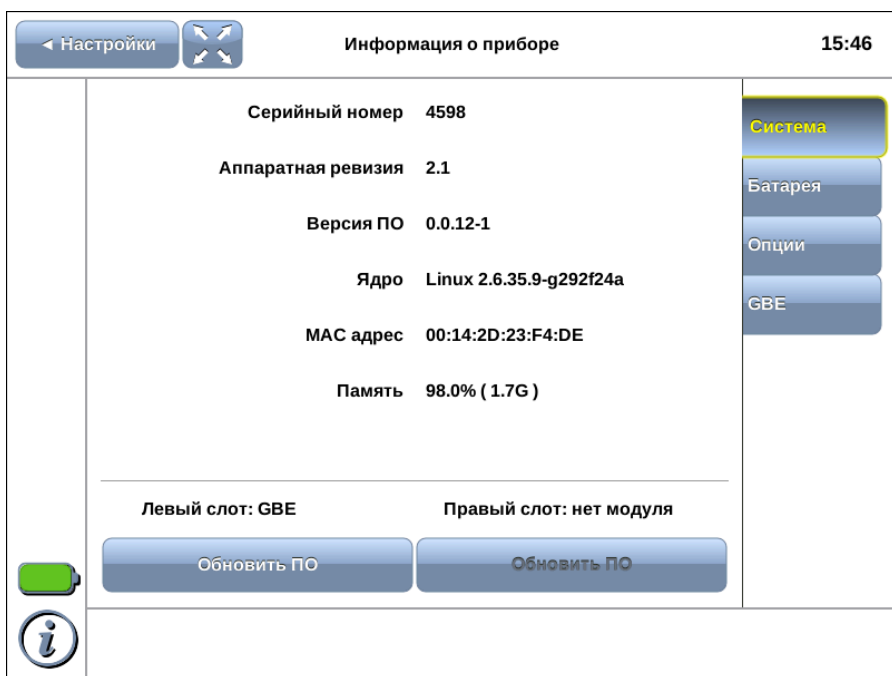 ◄ Настройки
Информация о приборе
15:46
Серийный номер 4598
Аппаратная ревизия 2.1
Версия ПО 0.0.12-1
Ядро Linux 2.6.35.9-g292f24a
MAC адрес 00:14:2D:23:F4:DE
Память 98.0% ( 1.7G )
Система
Батарея
Опции
GBE
Левый слот: GBE
Правый слот: нет модуля
Обновить ПО
Обновить ПО
i